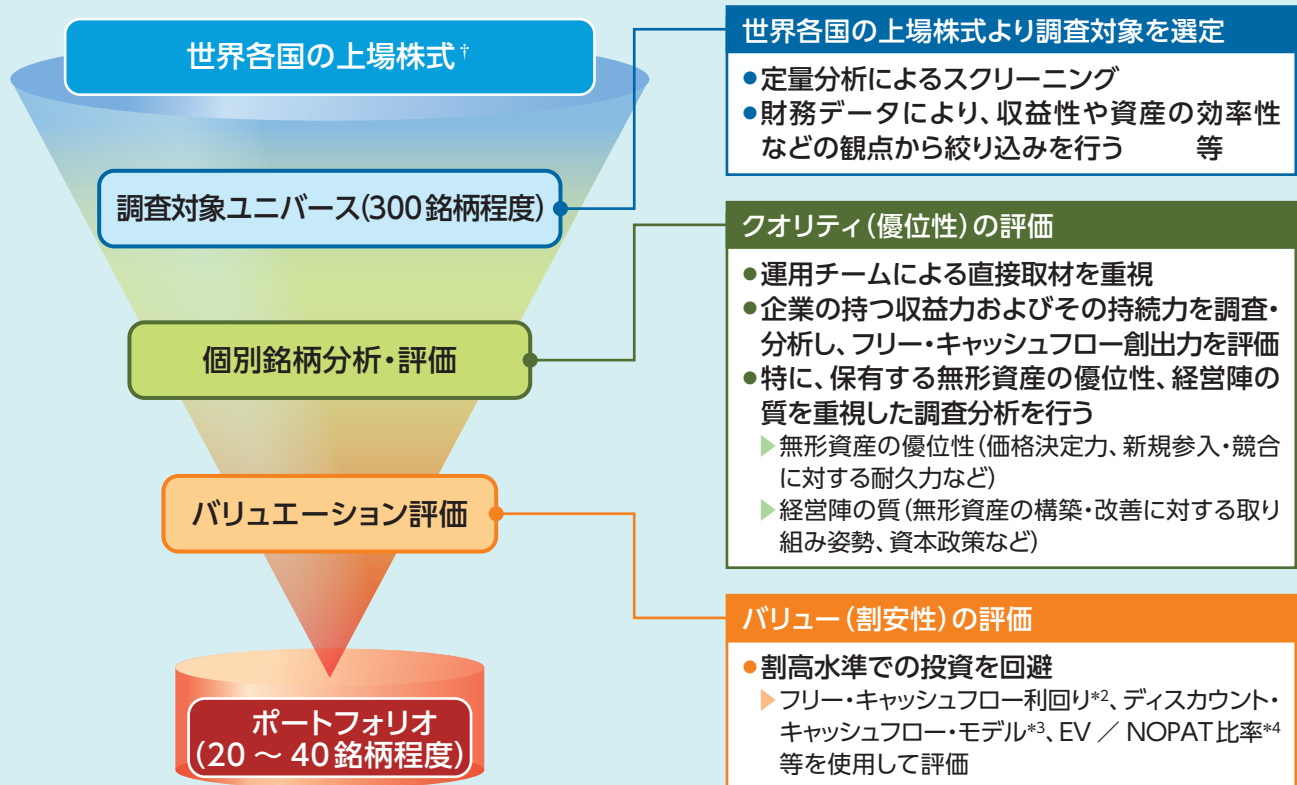 世界各国の上場株式†
調査対象ユニバース(300銘柄程度)
個別銘柄分析・評価
バリュエーション評価
ポートフォリオ
(20 ～ 40銘柄程度)
世界各国の上場株式より調査対象を選定
●定量分析によるスクリーニング
●財務データにより、収益性や資産の効率性
などの観点から絞り込みを行う 等
クオリティ(優位性)の評価
●運用チームによる直接取材を重視
●企業の持つ収益力およびその持続力を調査・
分析し、フリー・キャッシュフロー創出力を評価
●特に、保有する無形資産の優位性、経営陣の
質を重視した調査分析を行う
▶無形資産の優位性(価格決定力、新規参入・競合
に対する耐久力など)
▶経営陣の質(無形資産の構築・改善に対する取り
組み姿勢、資本政策など)
バリュー(割安性)の評価
●割高水準での投資を回避
▶フリー・キャッシュフロー利回り*2、ディスカウント・
キャッシュフロー・モデル*3、EV ／ NOPAT比率*4
等を使用して評価